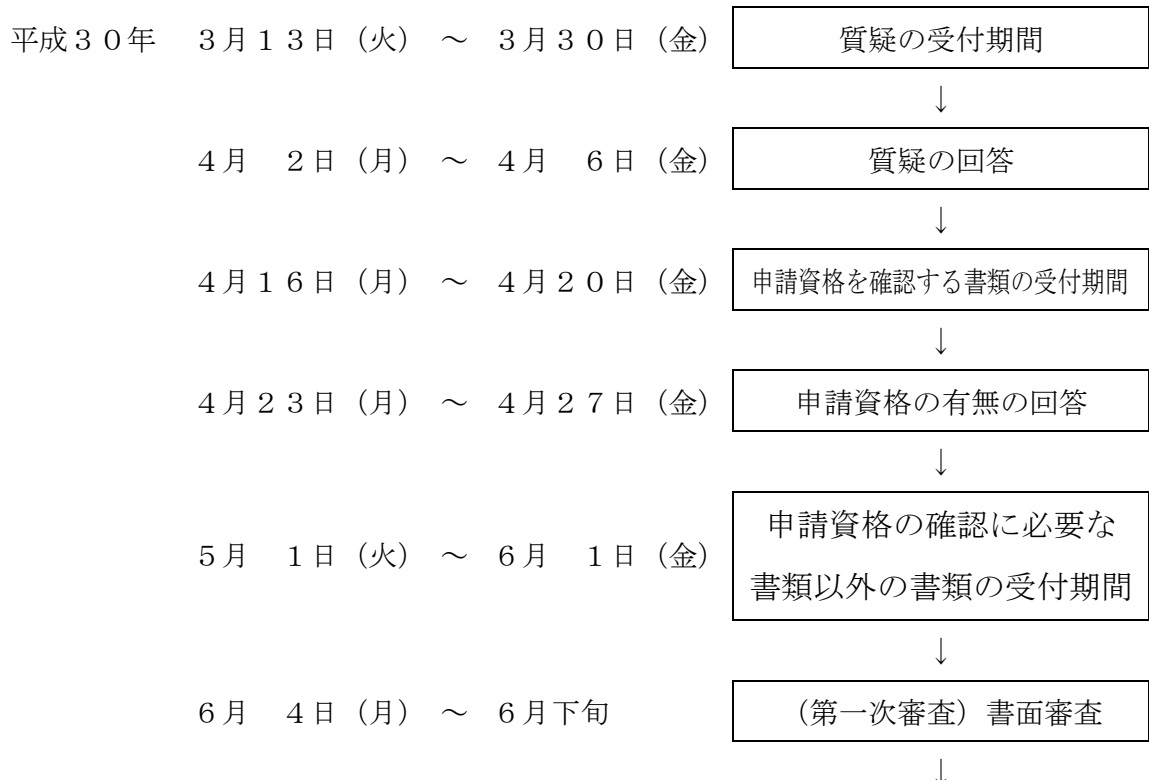 平成３０年　３月１３日（火）　～　３月３０日（金）　質疑の受付期間
↓
４月　２日（月）　～　４月　６日（金）　質疑の回答
↓
４月１６日（月）　～　４月２０日（金）　申請資格を確認する書類の受付期間
↓
４月２３日（月）　～　４月２７日（金）　申請資格の有無の回答
↓
５月　１日（火）　～　６月　１日（金）　申請資格の確認に必要な
書類以外の書類の受付期間
↓
６月　４日（月）　～　６月下旬　（第一次審査）書面審査
↓